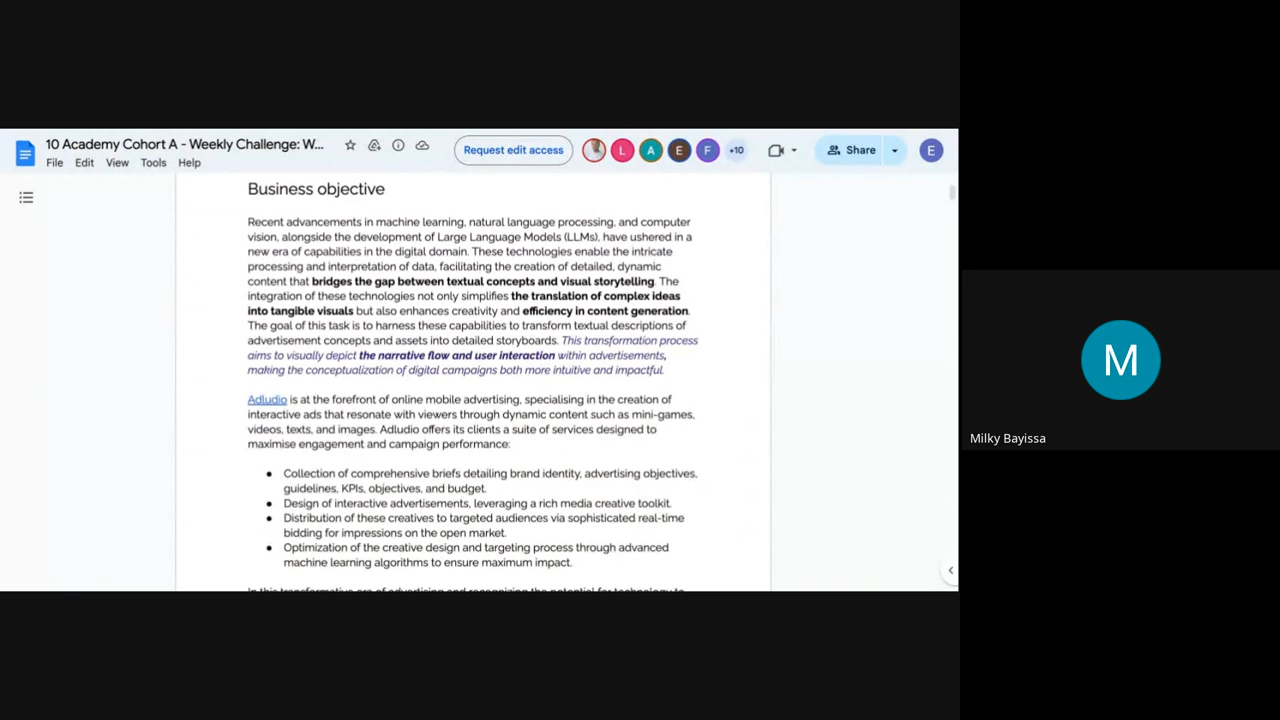 10 Academy Cohort A - Weekly Challenge: W...
File Edit View Tools Help
Request edit access
L A E F +10
Share
E
Business objective
Recent advancements in machine learning, natural language processing, and computer
vision, alongside the development of Large Language Models (LLMs), have ushered in a
new era of capabilities in the digital domain. These technologies enable the intricate
processing and interpretation of data, facilitating the creation of detailed, dynamic
content that bridges the gap between textual concepts and visual storytelling. The
integration of these technologies not only simplifies the translation of complex ideas
into tangible visuals but also enhances creativity and efficiency in content generation.
The goal of this task is to harness these capabilities to transform textual descriptions of
advertisement concepts and assets into detailed storyboards. This transformation process
aims to visually depict the narrative flow and user interaction within advertisements,
making the conceptualization of digital campaigns both more intuitive and impactful.
Adludio is at the forefront of online mobile advertising, specialising in the creation of
interactive ads that resonate with viewers through dynamic content such as mini-games,
videos, texts, and images. Adludio offers its clients a suite of services designed to
maximise engagement and campaign performance:
● Collection of comprehensive briefs detailing brand identity, advertising objectives,
guidelines, KPIs, objectives, and budget.
● Design of interactive advertisements, leveraging a rich media creative toolkit.
● Distribution of these creatives to targeted audiences via sophisticated real-time
bidding for impressions on the open market.
● Optimization of the creative design and targeting process through advanced
machine learning algorithms to ensure maximum impact.
In this transformative era of advertising and recognizing the potential for technology to
M
Milky Bayissa